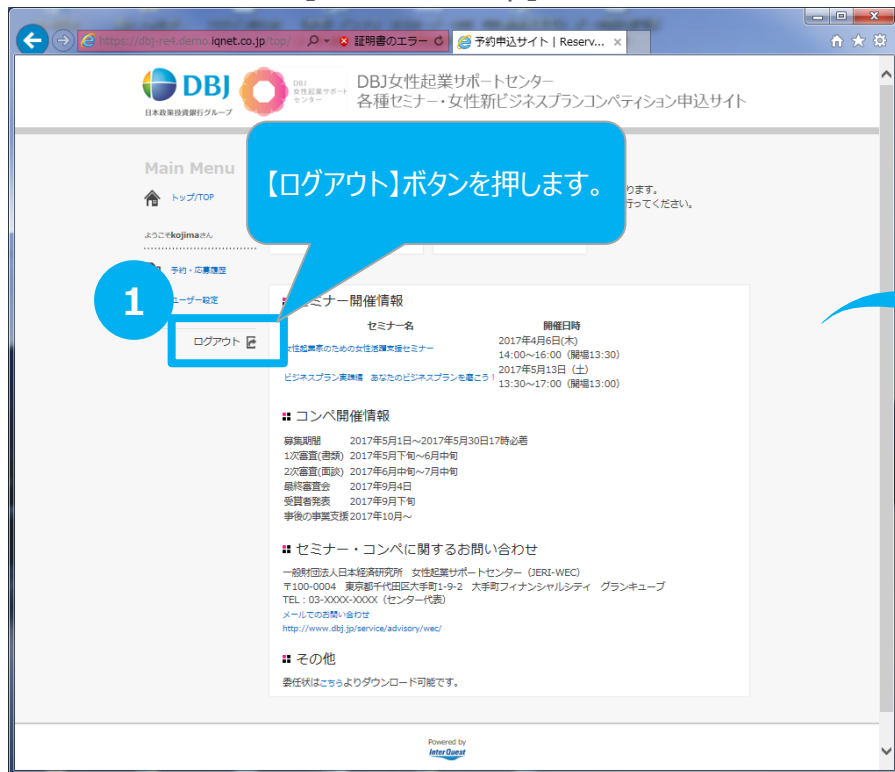 https://dbj-re4.demo.iqnet.co.jp/top/
証明書のエラー
予約申込サイト | Reserv...
DBJ
日本政策投資銀行グループ
DBJ
女性起業サポート
センター
DBJ女性起業サポートセンター
各種セミナー・女性新ビジネスプランコンペティション申込サイト
【ログアウト】ボタンを押します。
ります。
行ってください。
Main Menu
トップ/TOP
ようこそkojimaさん
予約・応募履歴
1
ユーザー設定
ログアウト
セミナー開催情報
セミナー名 開催日時
女性起業家のための女性活躍支援セミナー
2017年4月6日(木)
14:00~16:00（開場13:30）
ビジネスプラン実践編 あなたのビジネスプランを磨こう！
2017年5月13日（土）
13:30~17:00（開場13:00）
コンペ開催情報
募集期間 2017年5月1日~2017年5月30日17時必着
1次審査(書類) 2017年5月下旬~6月中旬
2次審査(面談) 2017年6月中旬~7月中旬
最終審査会 2017年9月4日
受賞者発表 2017年9月下旬
事後の事業支援 2017年10月~
セミナー・コンペに関するお問い合わせ
一般財団法人日本経済研究所 女性起業サポートセンター（JERI-WEC）
〒100-0004 東京都千代田区大手町1-9-2 大手町フィナンシャルシティ グランキューブ
TEL：03-XXXX-XXXX（センター代表）
メールでのお問い合わせ
http://www.dbj.jp/service/advisory/wec/
その他
委任状はこちらよりダウンロード可能です。
Powered by
InterQuest